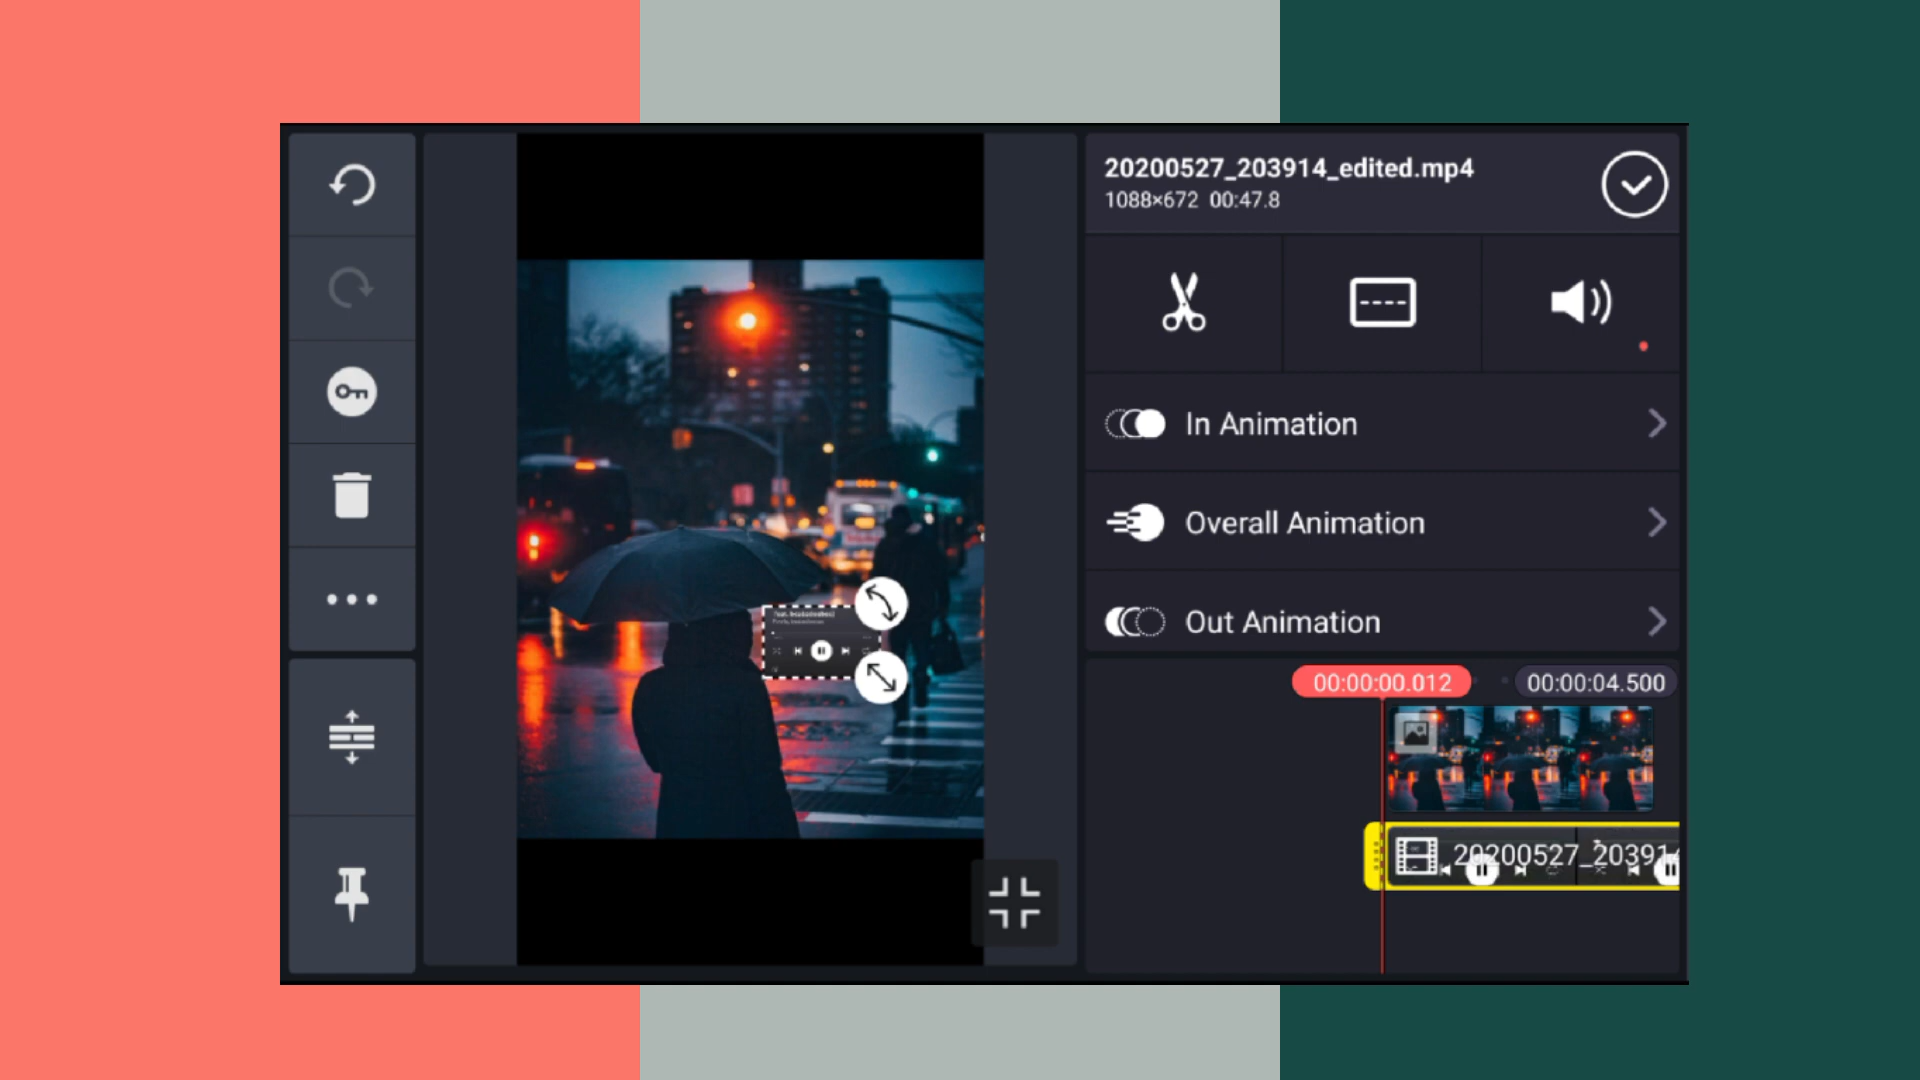 20200527_203914_edited.mp4
1088×672 00:47.8
In Animation
Overall Animation
Out Animation
00:00:00.012
00:00:04.500
20200527_203914